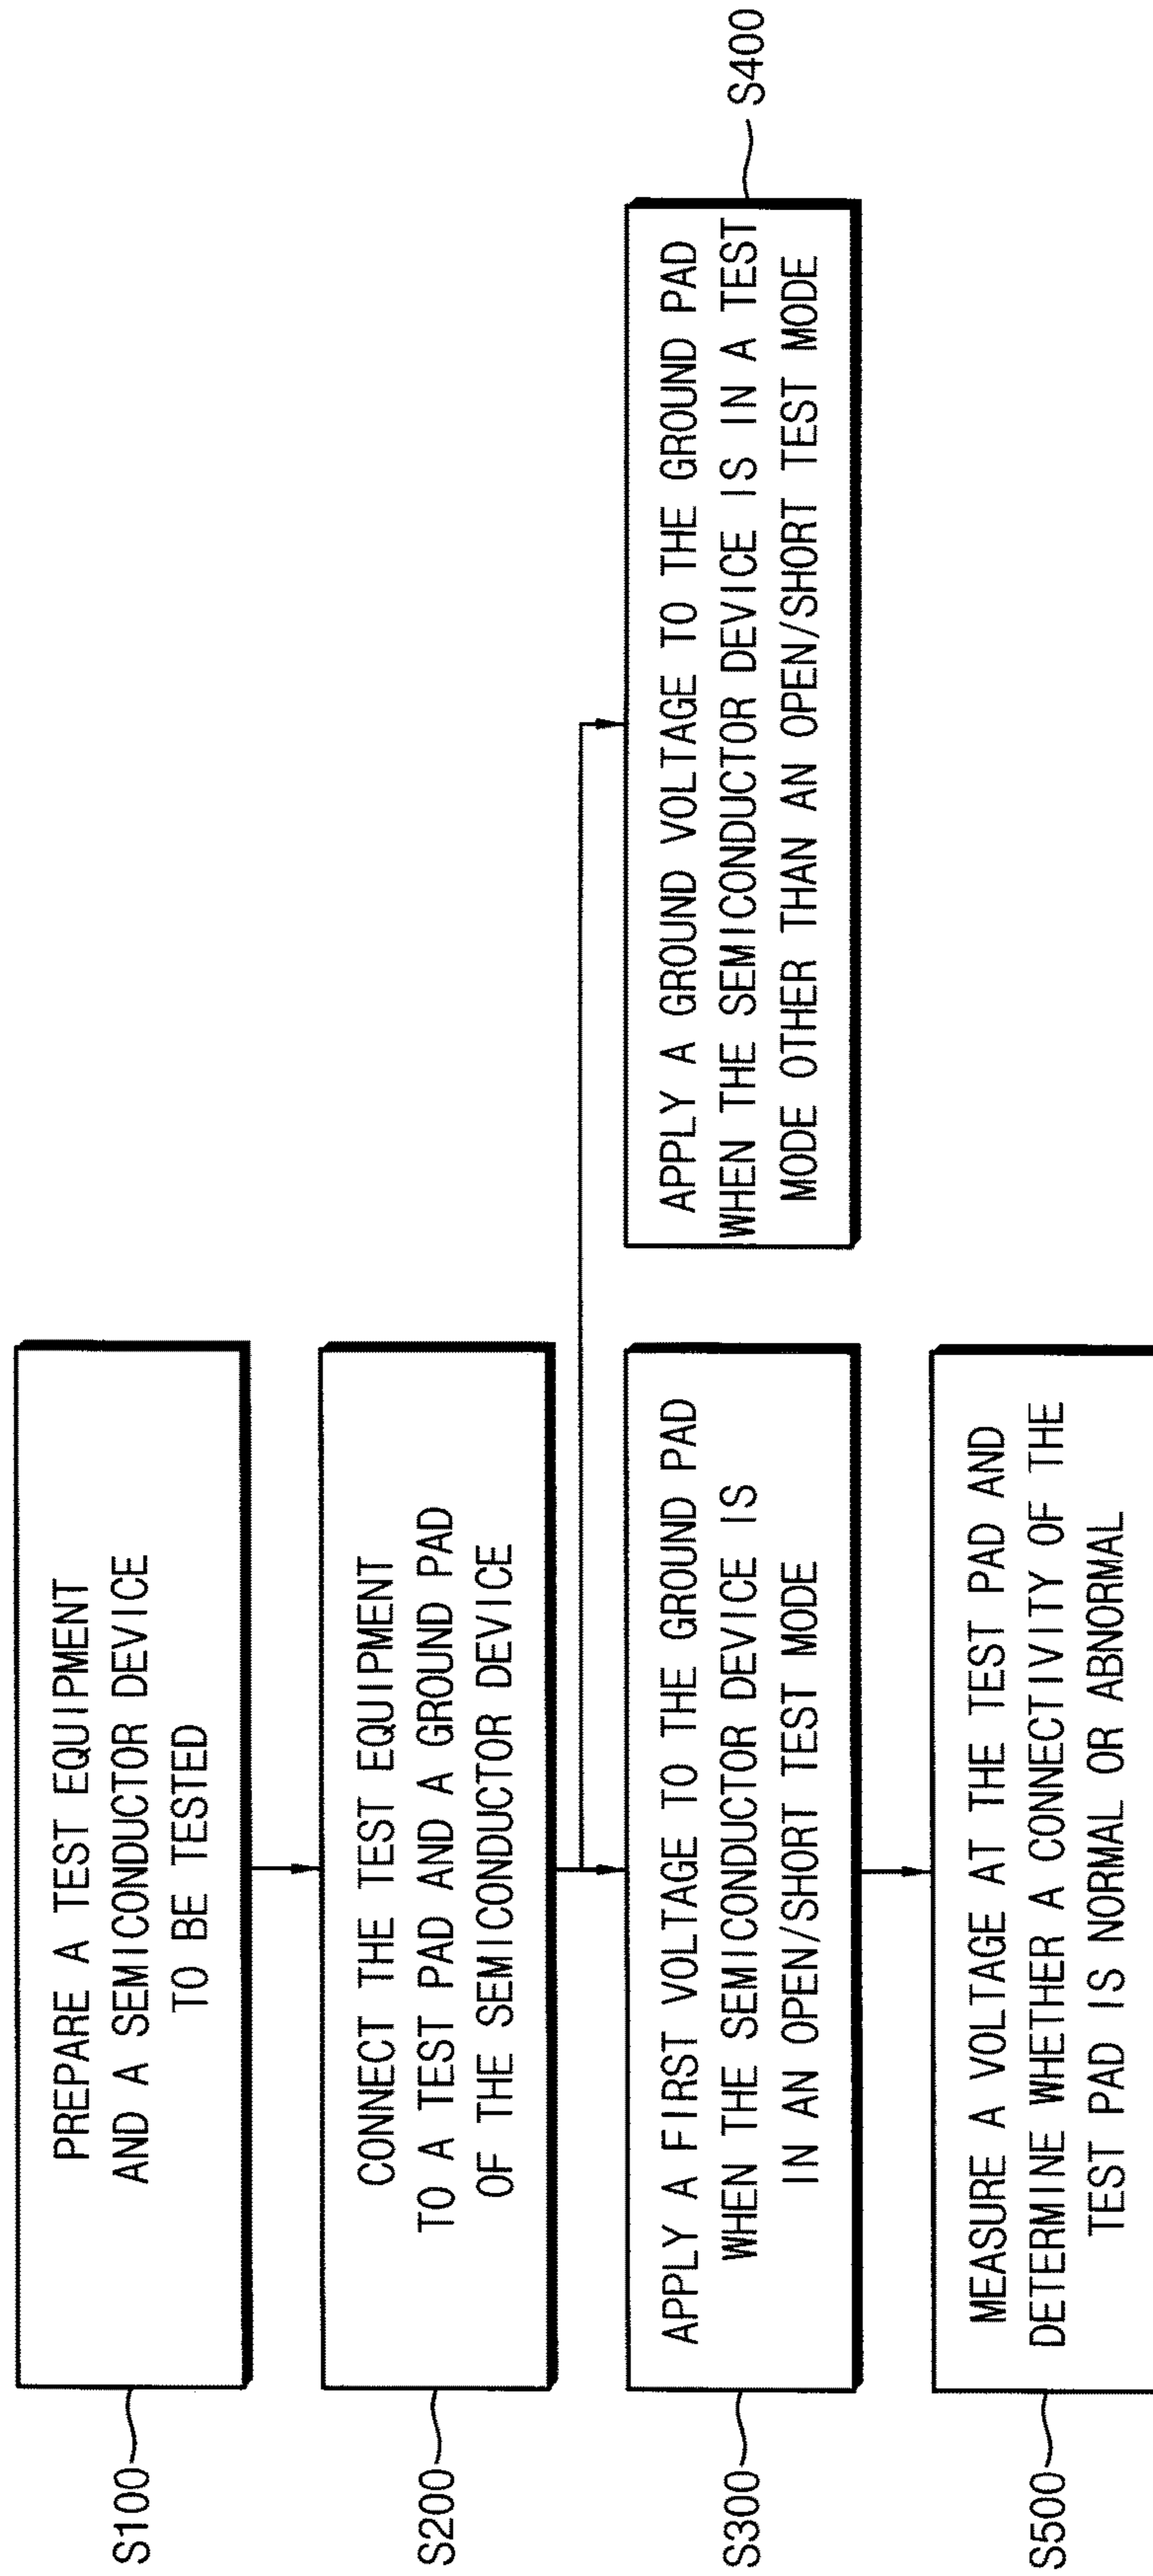 S100
PREPARE A TEST EQUIPMENT
AND A SEMICONDUCTOR DEVICE
TO BE TESTED
S200
CONNECT THE TEST EQUIPMENT
TO A TEST PAD AND A GROUND PAD
OF THE SEMICONDUCTOR DEVICE
S300
APPLY A FIRST VOLTAGE TO THE GROUND PAD
WHEN THE SEMICONDUCTOR DEVICE IS
IN AN OPEN/SHORT TEST MODE
APPLY A GROUND VOLTAGE TO THE GROUND PAD
WHEN THE SEMICONDUCTOR DEVICE IS IN A TEST
MODE OTHER THAN AN OPEN/SHORT TEST MODE
S400
S500
MEASURE A VOLTAGE AT THE TEST PAD AND
DETERMINE WHETHER A CONNECTIVITY OF THE
TEST PAD IS NORMAL OR ABNORMAL